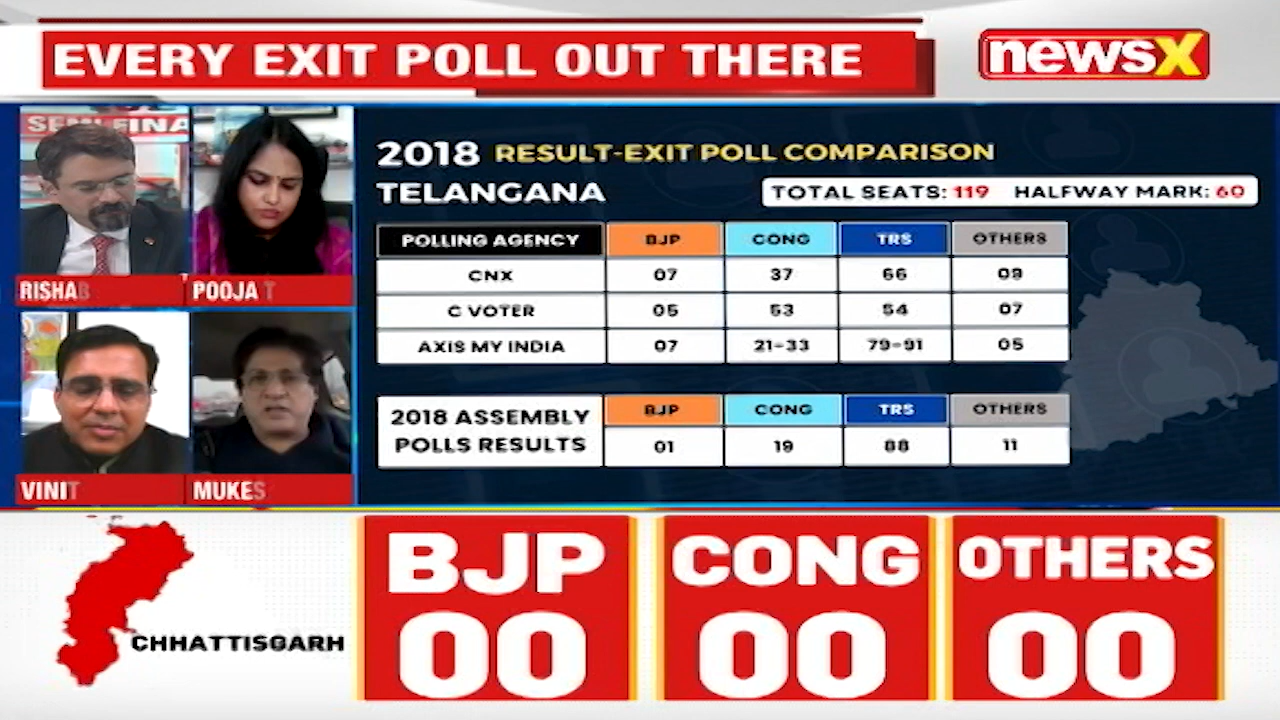 EVERY EXIT POLL OUT THERE
newsX
SEMI FINA
RISHAB
POOJA T
VINIT
MUKES
2018 RESULT-EXIT POLL COMPARISON
TELANGANA
TOTAL SEATS: 119 HALFWAY MARK: 60
POLLING AGENCY BJP CONG TRS OTHERS
CNX 07 37 66 09
C VOTER 05 53 54 07
AXIS MY INDIA 07 21-33 79-91 05
2018 ASSEMBLY POLLS RESULTS BJP CONG TRS OTHERS
01 19 88 11
CHHATTISGARH
BJP CONG OTHERS
00 00 00